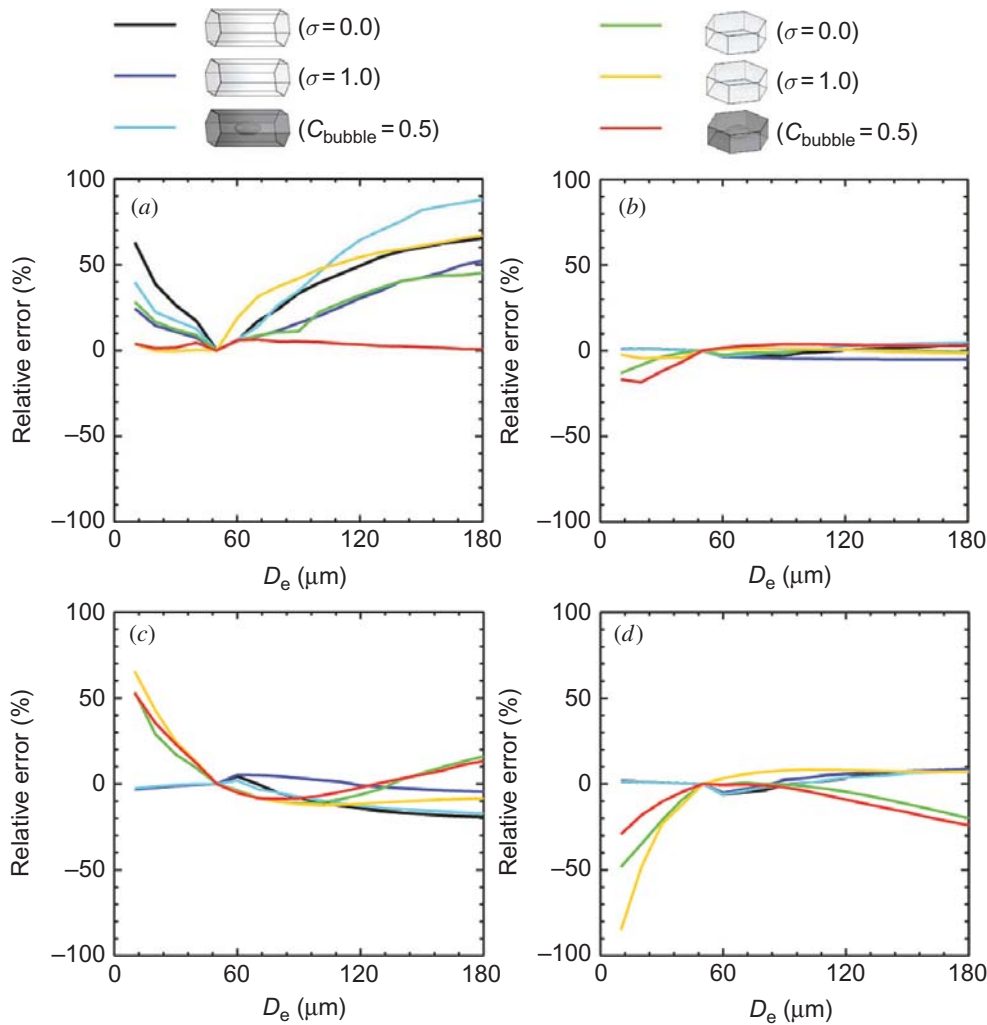 (σ = 0.0) (σ = 0.0)
(σ = 1.0) (σ = 1.0)
(C_bubble = 0.5) (C_bubble = 0.5)
(a)
Relative error (%)
100
50
0
–50
–100
0 60 120 180
D_e (μm)
(b)
Relative error (%)
100
50
0
–50
–100
0 60 120 180
D_e (μm)
(c)
Relative error (%)
100
50
0
–50
–100
0 60 120 180
D_e (μm)
(d)
Relative error (%)
100
50
0
–50
–100
0 60 120 180
D_e (μm)